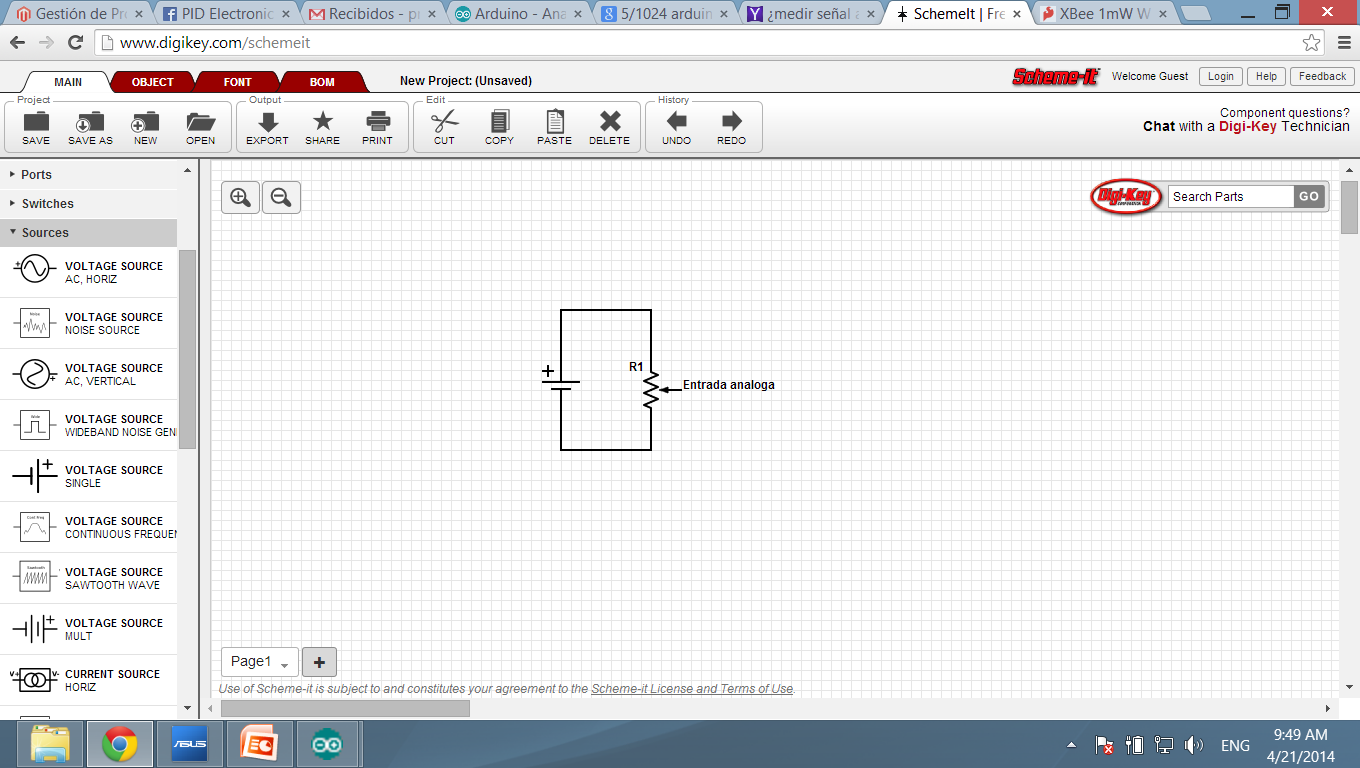 Gestión de Pr
PID Electronic
Recibidos - pr
Arduino - Ana
5/1024 arduin
¿medir señal a
SchemeIt | Fre
XBee 1mW W
www.digikey.com/schemeit
MAIN
OBJECT
FONT
BOM
New Project: (Unsaved)
Scheme-it
Welcome Guest
Login
Help
Feedback
Project
SAVE
SAVE AS
NEW
OPEN
Output
EXPORT
SHARE
PRINT
Edit
CUT
COPY
PASTE
DELETE
History
UNDO
REDO
Component questions?
Chat with a Digi-Key Technician
Ports
Switches
Sources
VOLTAGE SOURCE
AC, HORIZ
Noise
VOLTAGE SOURCE
NOISE SOURCE
VOLTAGE SOURCE
AC, VERTICAL
Wide
VOLTAGE SOURCE
WIDEBAND NOISE GEN
VOLTAGE SOURCE
SINGLE
VOLTAGE SOURCE
CONTINUOUS FREQUEN
Sawtooth
VOLTAGE SOURCE
SAWTOOTH WAVE
VOLTAGE SOURCE
MULT
CURRENT SOURCE
HORIZ
Digi-Key
CORPORATION
Search Parts
GO
+
R1
Entrada analoga
Page1
+
Use of Scheme-it is subject to and constitutes your agreement to the Scheme-it License and Terms of Use.
ASUS
ENG
9:49 AM
4/21/2014